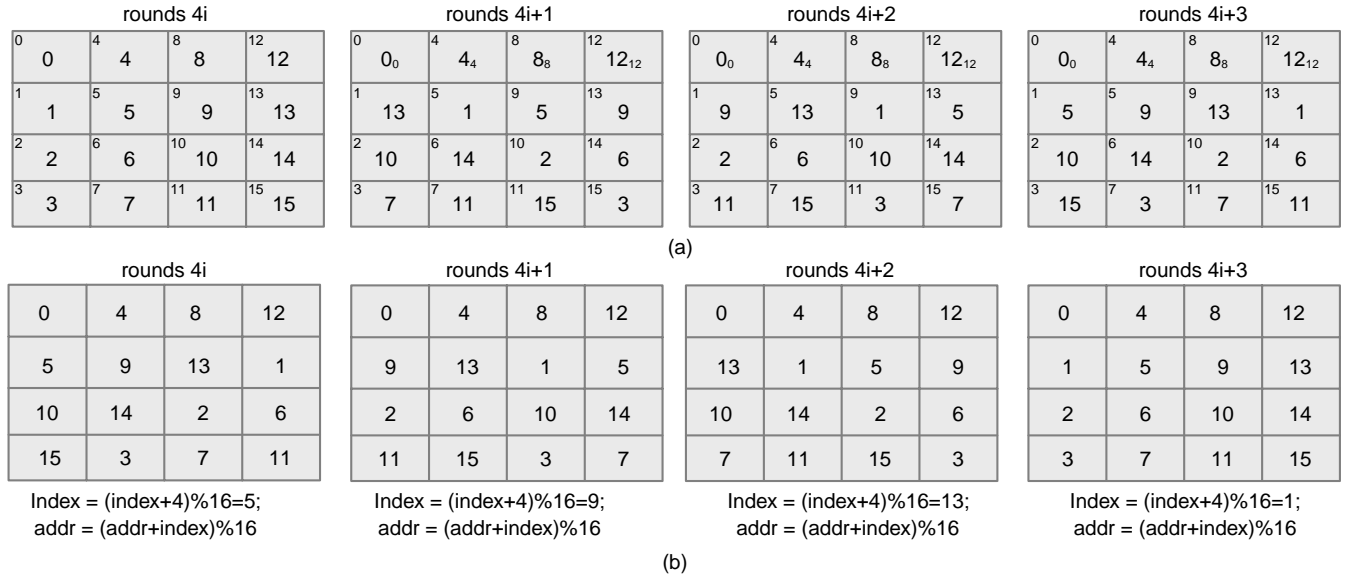 rounds 4i rounds 4i+1 rounds 4i+2 rounds 4i+3
0 4 8 12 0 4 8 12 0 4 8 12 0 4 8 12
0 4 8 12 0₀ 4₄ 8₈ 12₁₂ 0₀ 4₄ 8₈ 12₁₂ 0₀ 4₄ 8₈ 12₁₂
1 5 9 13 1 5 9 13 1 5 9 13 1 5 9 13
1 5 9 13 13 1 5 9 9 13 1 5 5 9 13 1
2 6 10 14 2 6 10 14 2 6 10 14 2 6 10 14
2 6 10 14 10 14 2 6 2 6 10 14 10 14 2 6
3 7 11 15 3 7 11 15 3 7 11 15 3 7 11 15
3 7 11 15 7 11 15 3 11 15 3 7 15 3 7 11
(a)
rounds 4i rounds 4i+1 rounds 4i+2 rounds 4i+3
0 4 8 12 0 4 8 12 0 4 8 12 0 4 8 12
5 9 13 1 9 13 1 5 13 1 5 9 1 5 9 13
10 14 2 6 2 6 10 14 10 14 2 6 2 6 10 14
15 3 7 11 11 15 3 7 7 11 15 3 3 7 11 15
Index = (index+4)%16=5; Index = (index+4)%16=9; Index = (index+4)%16=13; Index = (index+4)%16=1;
addr = (addr+index)%16 addr = (addr+index)%16 addr = (addr+index)%16 addr = (addr+index)%16
(b)